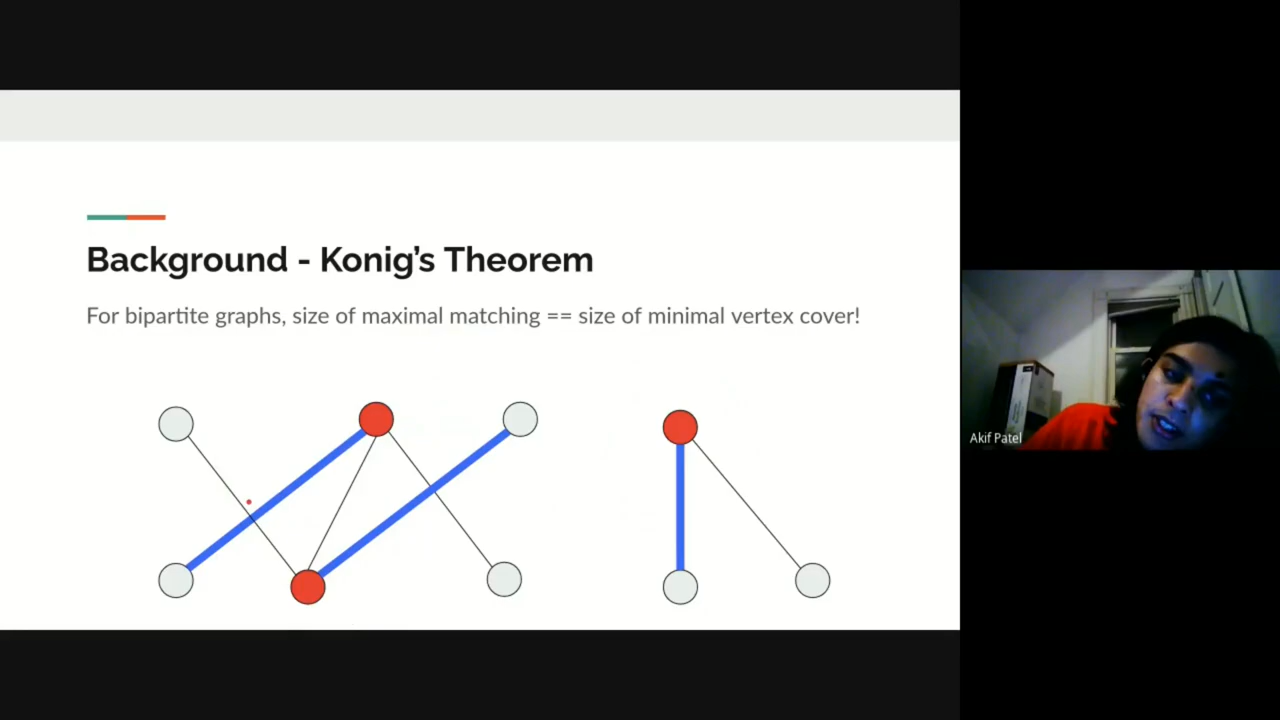 Background - Konig’s Theorem
For bipartite graphs, size of maximal matching == size of minimal vertex cover!
Akif Patel